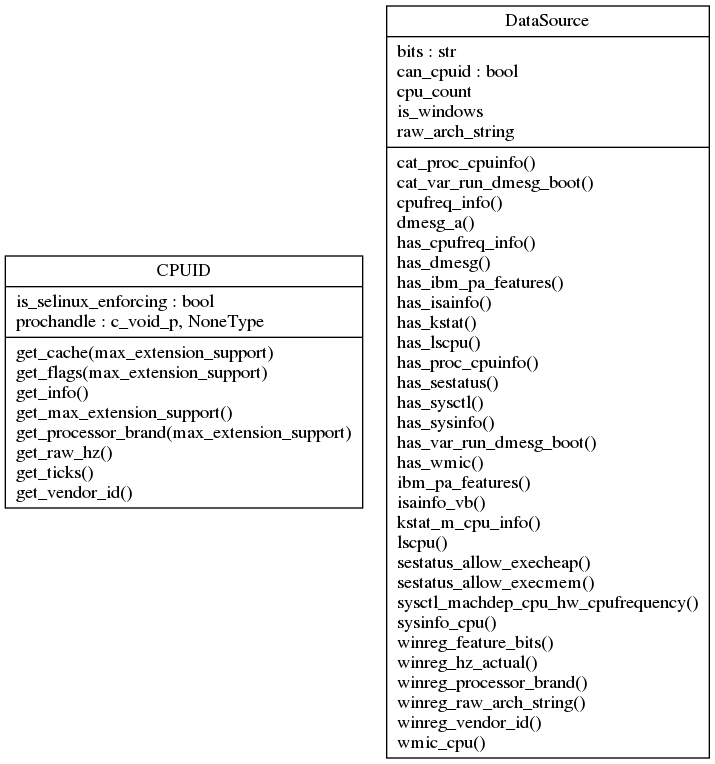 CPUID
is_selinux_enforcing : bool
prochandle : c_void_p, NoneType
get_cache(max_extension_support)
get_flags(max_extension_support)
get_info()
get_max_extension_support()
get_processor_brand(max_extension_support)
get_raw_hz()
get_ticks()
get_vendor_id()
DataSource
bits : str
can_cpuid : bool
cpu_count
is_windows
raw_arch_string
cat_proc_cpuinfo()
cat_var_run_dmesg_boot()
cpufreq_info()
dmesg_a()
has_cpufreq_info()
has_dmesg()
has_ibm_pa_features()
has_isainfo()
has_kstat()
has_lscpu()
has_proc_cpuinfo()
has_sestatus()
has_sysctl()
has_sysinfo()
has_var_run_dmesg_boot()
has_wmic()
ibm_pa_features()
isainfo_vb()
kstat_m_cpu_info()
lscpu()
sestatus_allow_execheap()
sestatus_allow_execmem()
sysctl_machdep_cpu_hw_cpufrequency()
sysinfo_cpu()
winreg_feature_bits()
winreg_hz_actual()
winreg_processor_brand()
winreg_raw_arch_string()
winreg_vendor_id()
wmic_cpu()